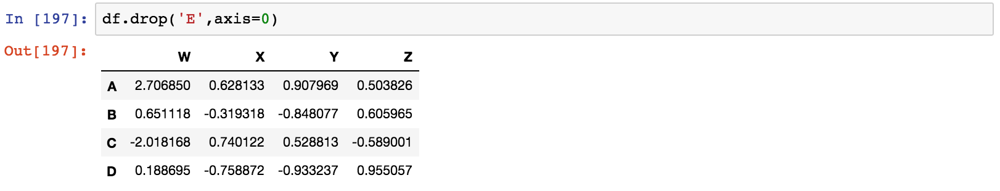 In [197]: df.drop('E',axis=0)
Out[197]:
W X Y Z
A 2.706850 0.628133 0.907969 0.503826
B 0.651118 -0.319318 -0.848077 0.605965
C -2.018168 0.740122 0.528813 -0.589001
D 0.188695 -0.758872 -0.933237 0.955057